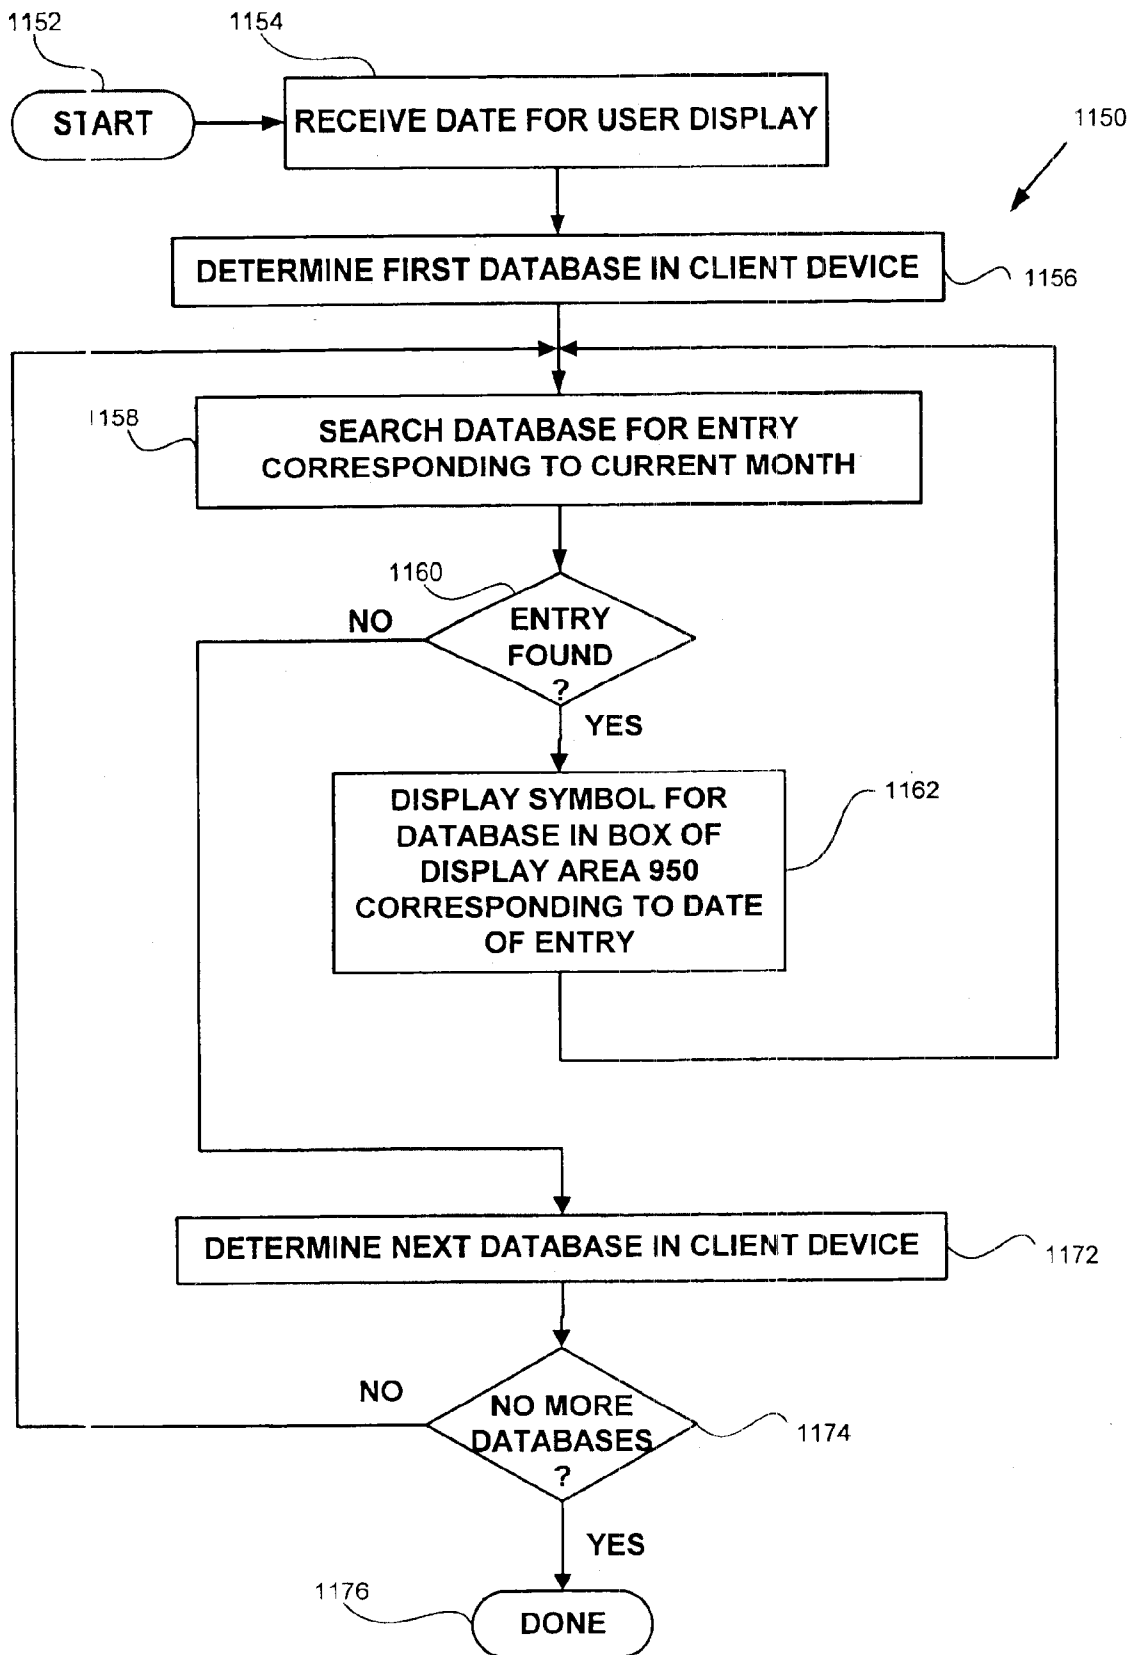 1152
1154
START
RECEIVE DATE FOR USER DISPLAY
1150
DETERMINE FIRST DATABASE IN CLIENT DEVICE
1156
1158
SEARCH DATABASE FOR ENTRY
CORRESPONDING TO CURRENT MONTH
1160
NO
ENTRY
FOUND
?
YES
DISPLAY SYMBOL FOR
DATABASE IN BOX OF
DISPLAY AREA 950
CORRESPONDING TO DATE
OF ENTRY
1162
DETERMINE NEXT DATABASE IN CLIENT DEVICE
1172
NO
NO MORE
DATABASES
?
1174
YES
1176
DONE